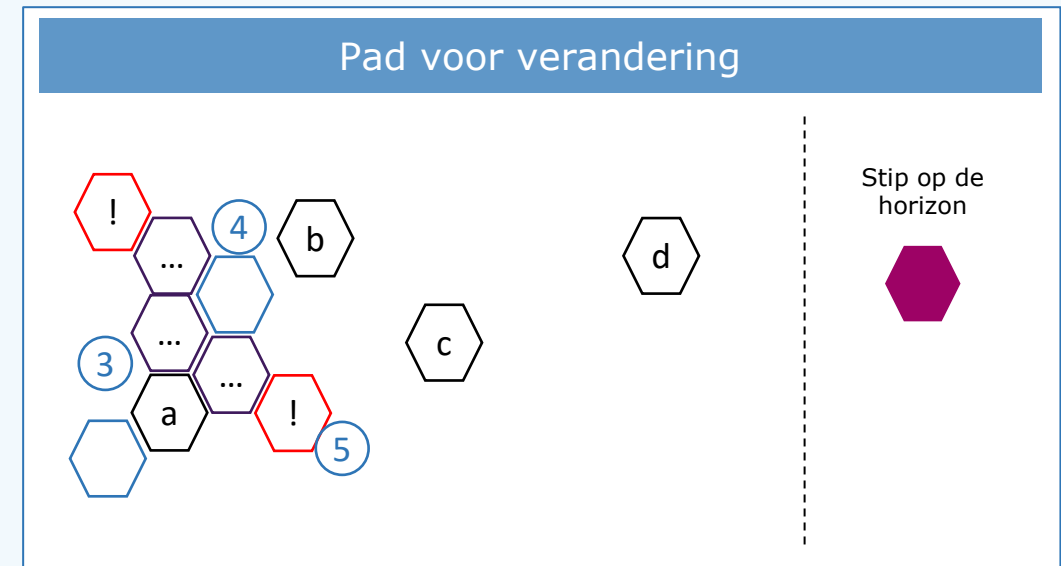 Pad voor verandering
Stip op de
horizon
!
...
4
b
d
...
3
c
...
a
!
5